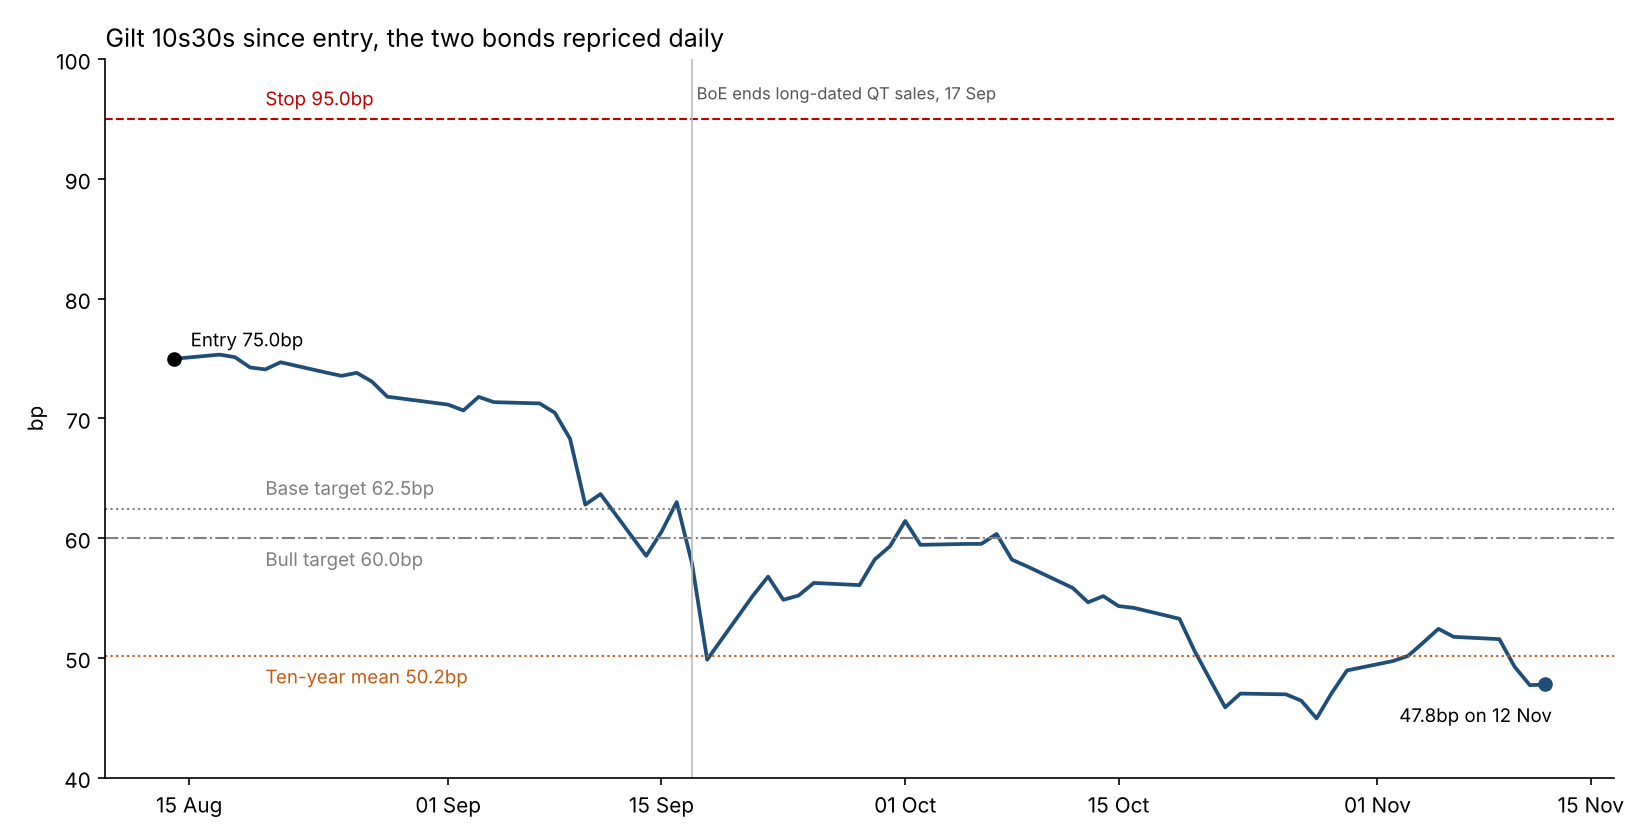 Gilt 10s30s since entry, the two bonds repriced daily
100
90
80
70
60
50
40
bp
Stop 95.0bp
BoE ends long-dated QT sales, 17 Sep
Entry 75.0bp
Base target 62.5bp
Bull target 60.0bp
Ten-year mean 50.2bp
47.8bp on 12 Nov
15 Aug
01 Sep
15 Sep
01 Oct
15 Oct
01 Nov
15 Nov